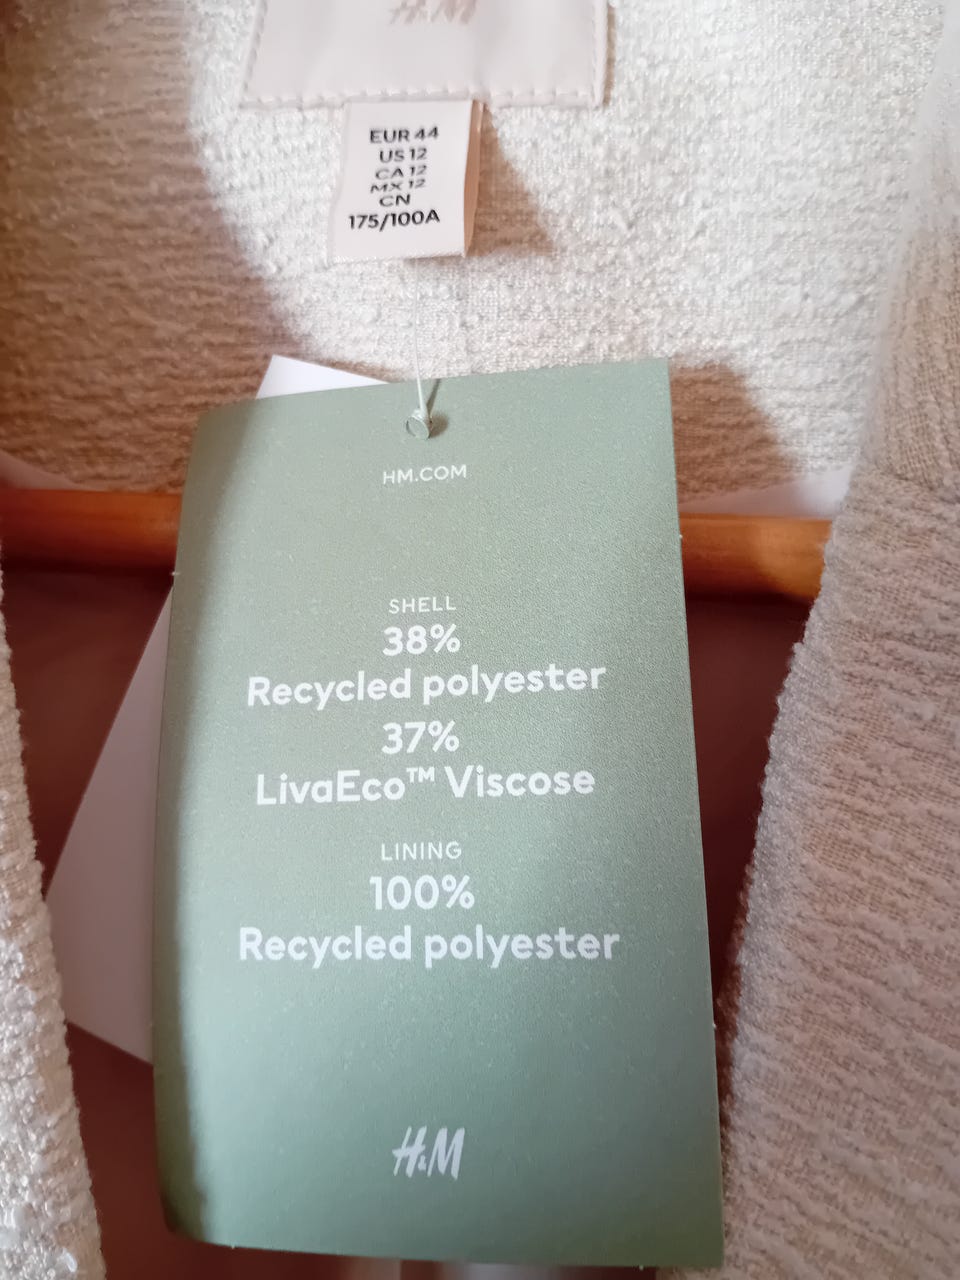 H&M
EUR 44
US 12
CA 12
MX 12
CN
175/100A
HM.COM
SHELL
38%
Recycled polyester
37%
LivaEco™ Viscose
LINING
100%
Recycled polyester
H&M